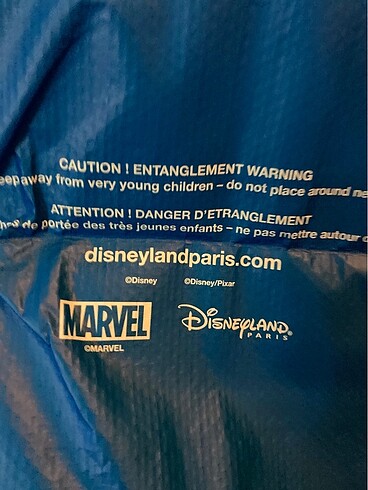 CAUTION ! ENTANGLEMENT WARNING
away from very young children – do not place around
ATTENTION ! DANGER D'ETRANGLEMENT
de portée des très jeunes enfants – ne pas mettre autour
disneylandparis.com
©Disney ©Disney/Pixar
MARVEL
©MARVEL
DISNEYLAND®
PARIS